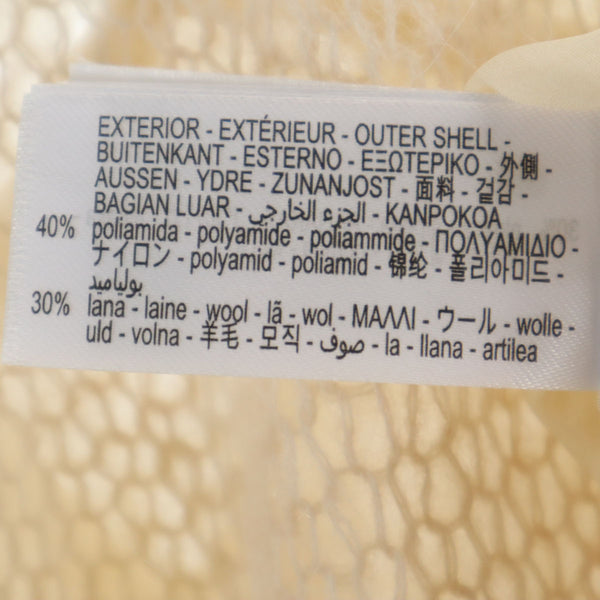 EXTERIOR - EXTÉRIEUR - OUTER SHELL -
BUITENKANT - ESTERNO - ΕΞΩΤΕΡΙΚΟ - 外側 -
AUSSEN - YDRE - ZUNANJOST - 面料 - 겉감 -
BAGIAN LUAR - الجزء الخارجي - KANPOKOA
40% poliamida - polyamide - poliammide - ΠΟΛΥΑΜΙΔΙΟ -
ナイロン - polyamid - poliamid - 锦纶 - 폴리아미드 -
بولياميد
30% lana - laine - wool - lã - wol - ΜΑΛΛΙ - ウール - wolle -
uld - volna - 羊毛 - 모직 - صوف - la - llana - artilea